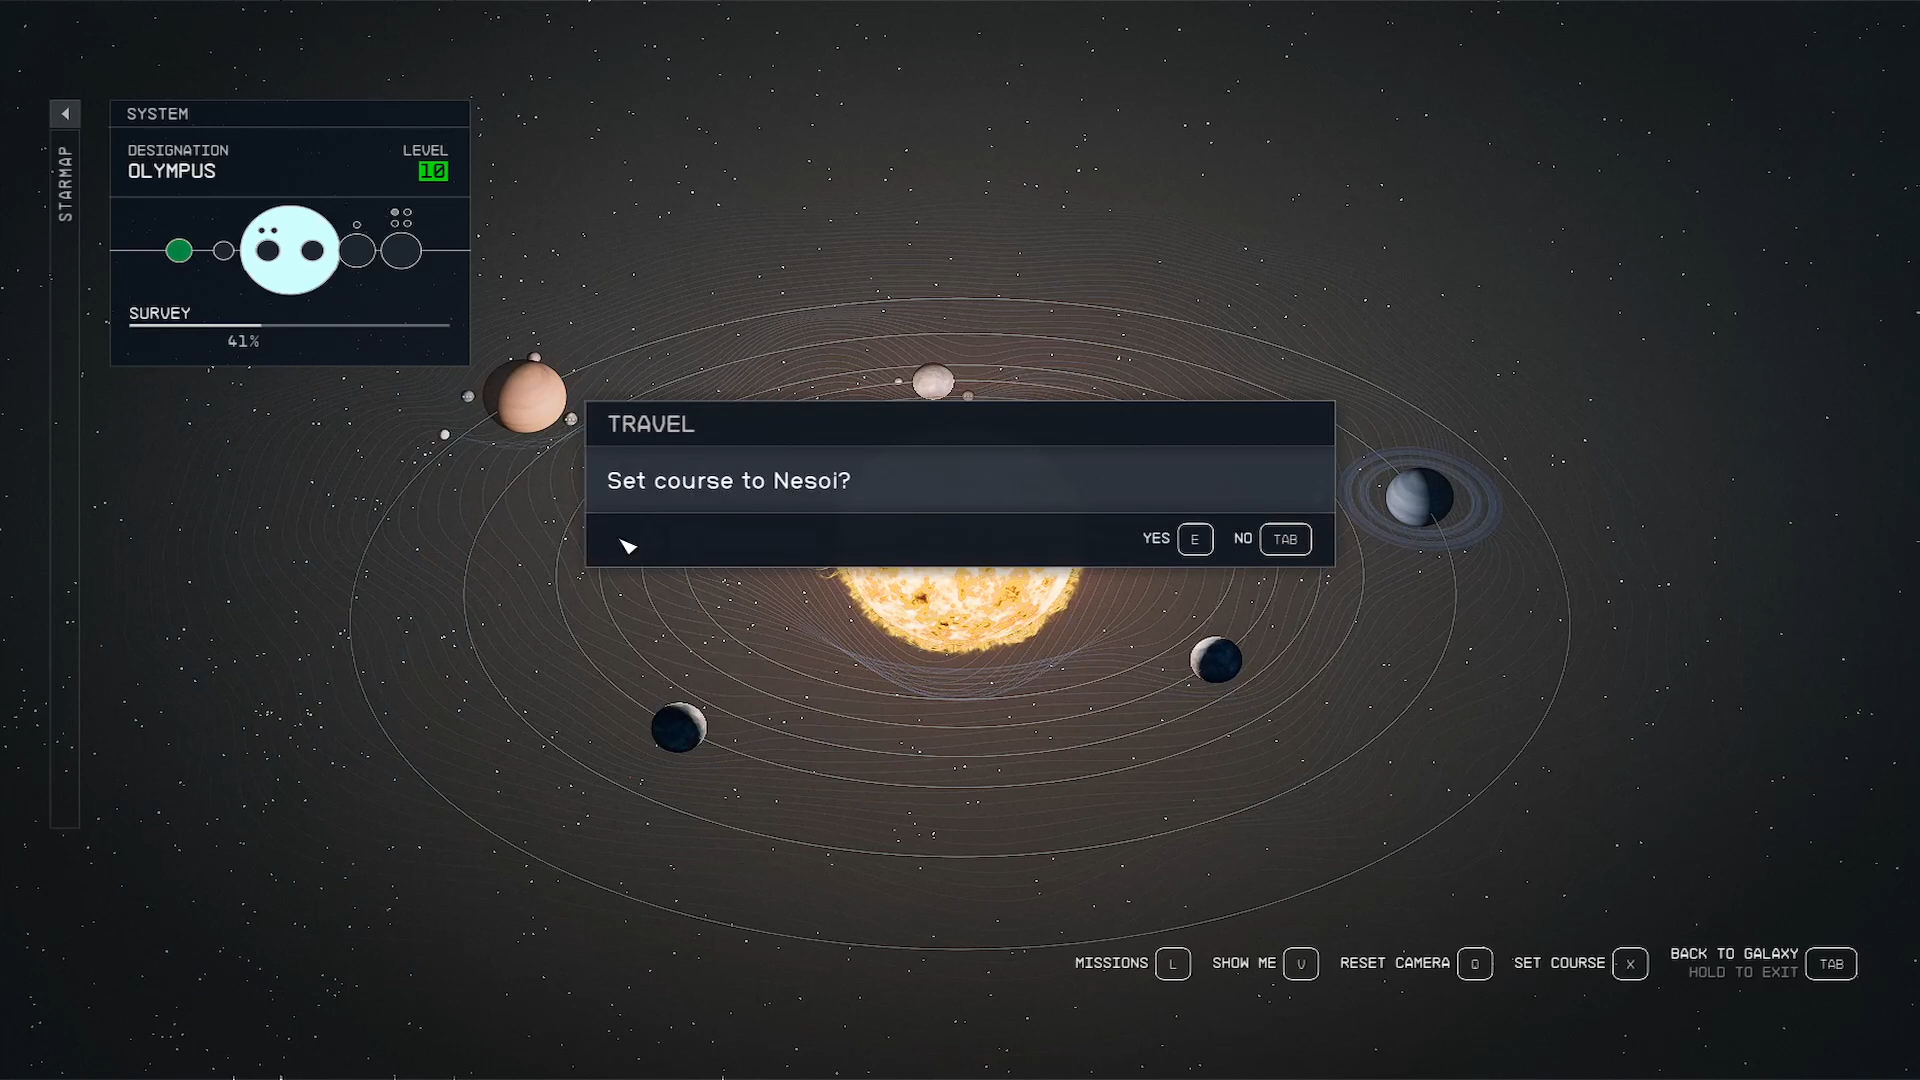 SYSTEM
STARMAP
DESIGNATION LEVEL
OLYMPUS 10
SURVEY
41%
TRAVEL
Set course to Nesoi?
YES E NO TAB
MISSIONS L SHOW ME V RESET CAMERA Q SET COURSE X BACK TO GALAXY TAB
HOLD TO EXIT